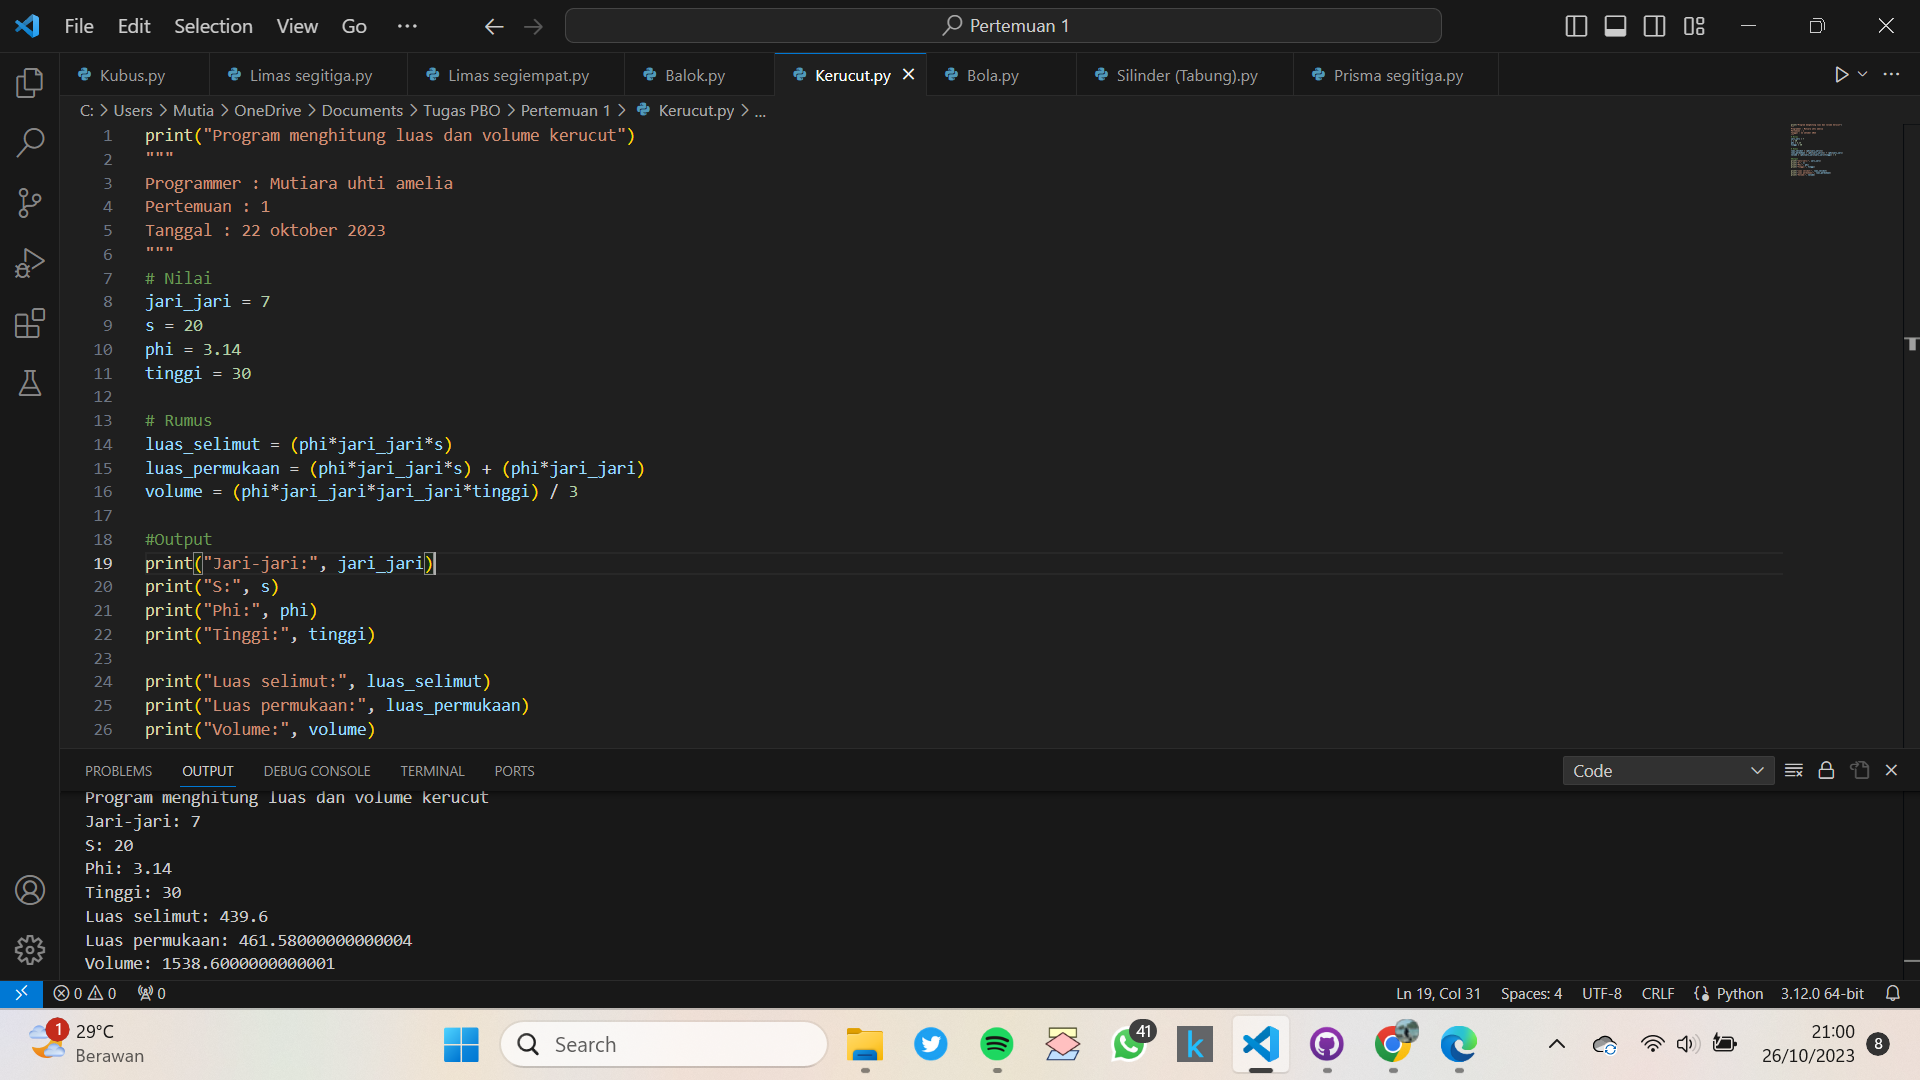 File Edit Selection View Go ··· Pertemuan 1
Kubus.py Limas segitiga.py Limas segiempat.py Balok.py Kerucut.py Bola.py Silinder (Tabung).py Prisma segitiga.py
C: > Users > Mutia > OneDrive > Documents > Tugas PBO > Pertemuan 1 > Kerucut.py > ...
1 print("Program menghitung luas dan volume kerucut")
2 """
3 Programmer : Mutiara uhti amelia
4 Pertemuan : 1
5 Tanggal : 22 oktober 2023
6 """
7 # Nilai
8 jari_jari = 7
9 s = 20
10 phi = 3.14
11 tinggi = 30
12
13 # Rumus
14 luas_selimut = (phi*jari_jari*s)
15 luas_permukaan = (phi*jari_jari*s) + (phi*jari_jari)
16 volume = (phi*jari_jari*jari_jari*tinggi) / 3
17
18 #Output
19 print("Jari-jari:", jari_jari)
20 print("S:", s)
21 print("Phi:", phi)
22 print("Tinggi:", tinggi)
23
24 print("Luas selimut:", luas_selimut)
25 print("Luas permukaan:", luas_permukaan)
26 print("Volume:", volume)
PROBLEMS OUTPUT DEBUG CONSOLE TERMINAL PORTS Code
Program menghitung luas dan volume kerucut
Jari-jari: 7
S: 20
Phi: 3.14
Tinggi: 30
Luas selimut: 439.6
Luas permukaan: 461.58000000000004
Volume: 1538.6000000000001
0 0 0 Ln 19, Col 31 Spaces: 4 UTF-8 CRLF Python 3.12.0 64-bit
1 29°C Search 41 k 21:00
Berawan 26/10/2023 8